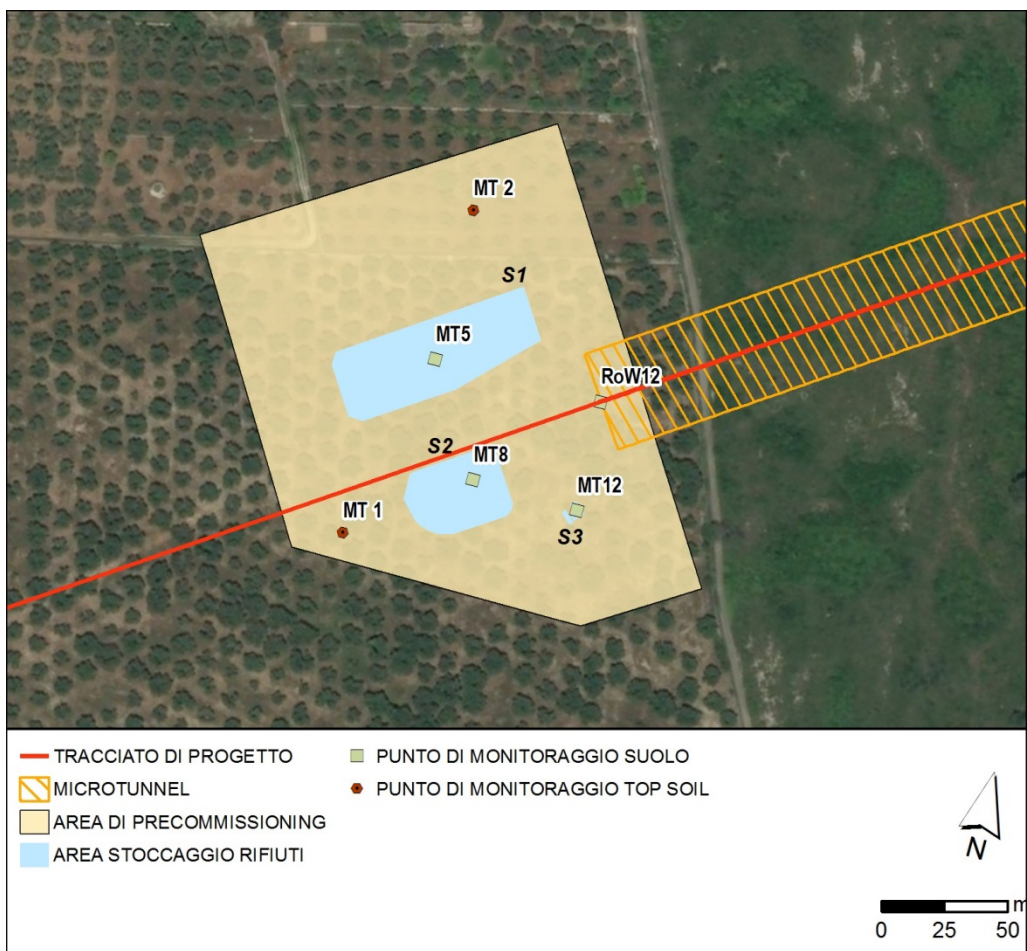 MT 2
S1
MT5
RoW12
S2
MT8
MT12
MT 1
S3
TRACCIATO DI PROGETTO
PUNTO DI MONITORAGGIO SUOLO
MICROTUNNEL
PUNTO DI MONITORAGGIO TOP SOIL
AREA DI PRECOMMISSIONING
AREA STOCCAGGIO RIFIUTI
N
m
0 25 50